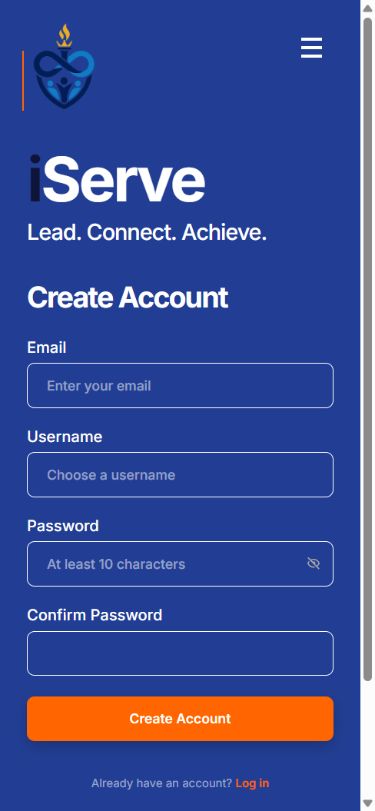 iServe
Lead. Connect. Achieve.
Create Account
Email
Enter your email
Username
Choose a username
Password
At least 10 characters
Confirm Password
Create Account
Already have an account? Log in